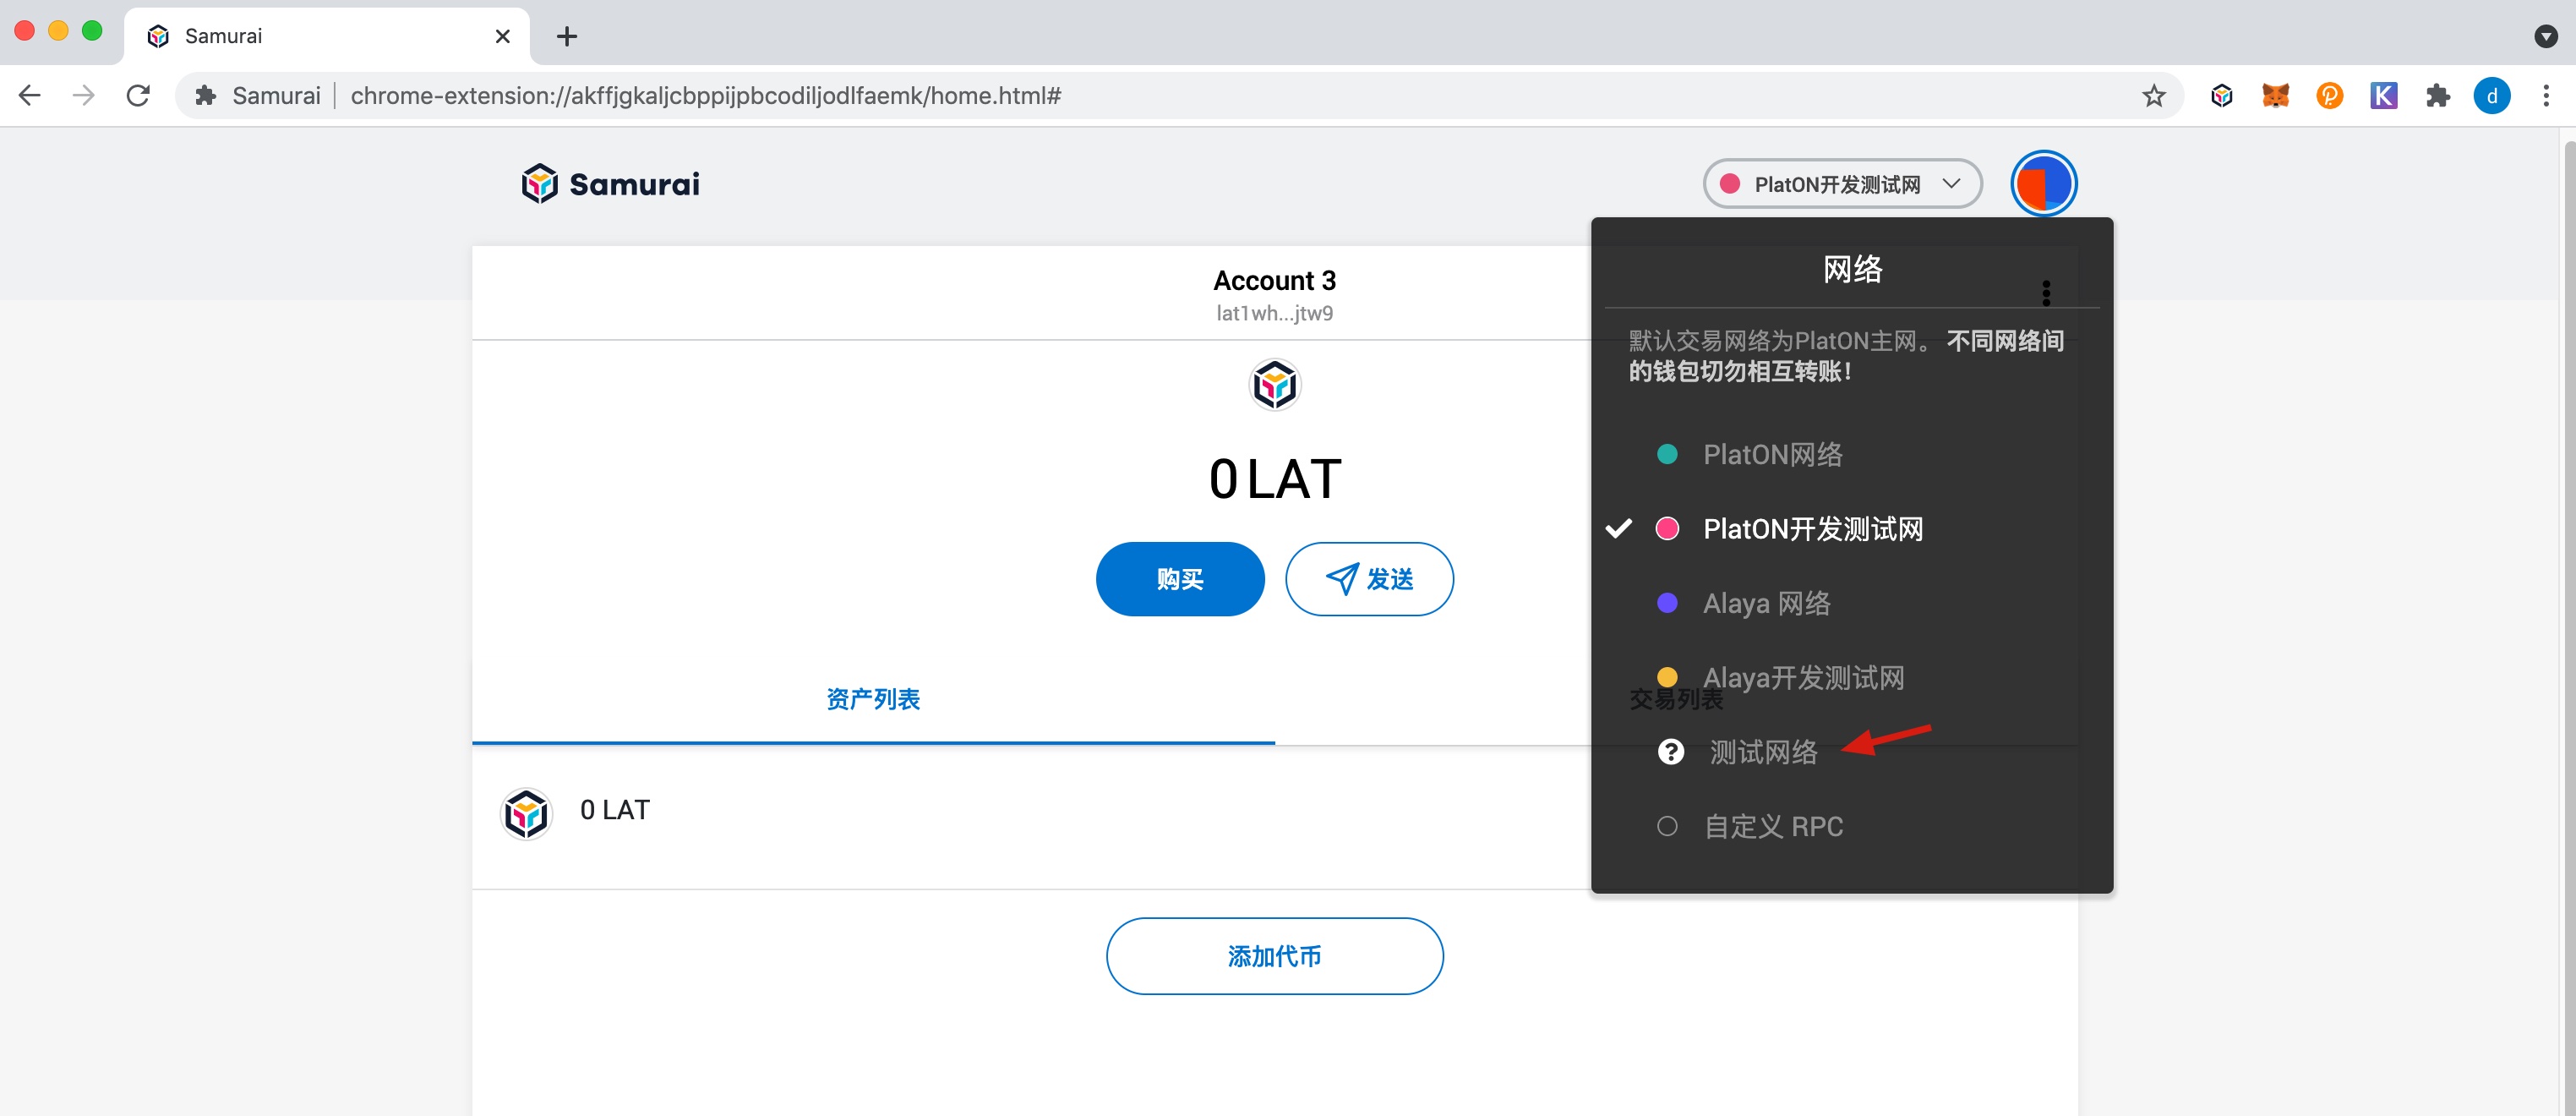 Samurai
Samurai
chrome-extension://akffjgkaljcbppijpbcodiljodlfaemk/home.html#
K
d
Samurai
PlatON开发测试网
Account 3
lat1wh...jtw9
0 LAT
购买
发送
资产列表
交易列表
0 LAT
添加代币
网络
默认交易网络为PlatON主网。 不同网络间
的钱包切勿相互转账!
PlatON网络
PlatON开发测试网
Alaya 网络
Alaya开发测试网
测试网络
自定义 RPC